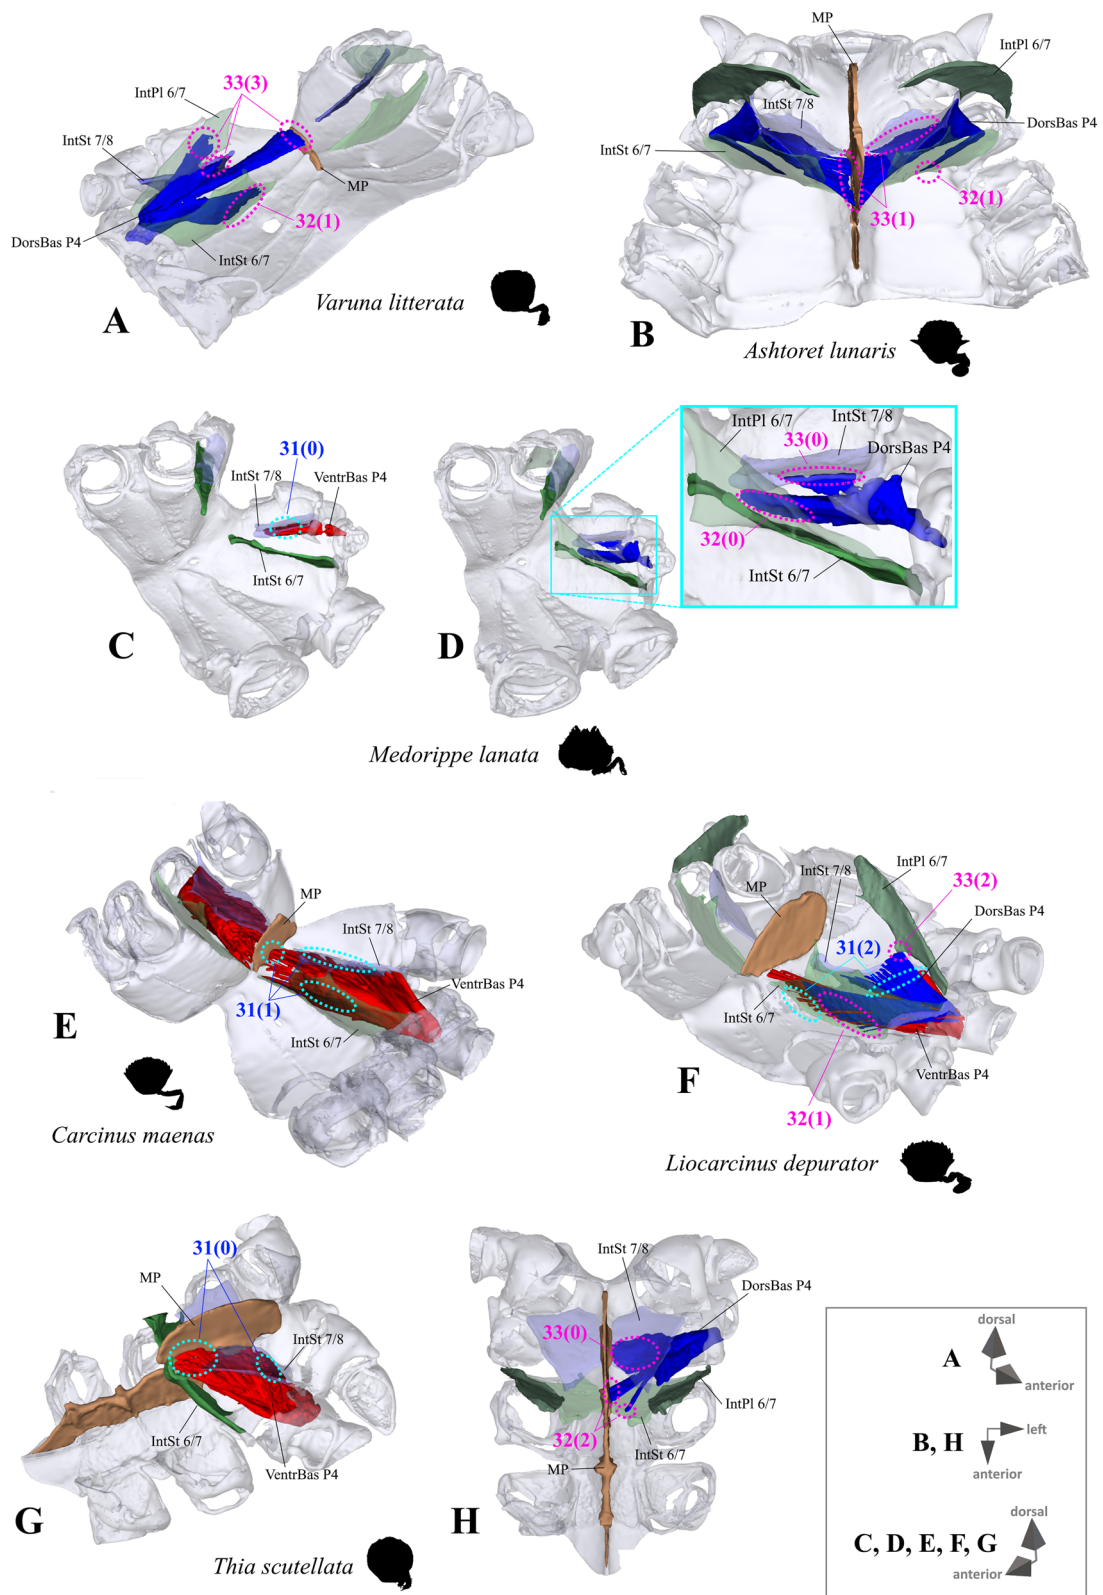 33(3)
IntPl 6/7
IntSt 7/8
MP
32(1)
DorsBas P4
IntSt 6/7
A
Varuna litterata
MP
IntPl 6/7
IntSt 7/8
DorsBas P4
IntSt 6/7
32(1)
33(1)
B
Ashtoret lunaris
31(0)
IntSt 7/8
VentrBas P4
IntSt 6/7
C
D
IntPl 6/7
IntSt 7/8
33(0)
DorsBas P4
32(0)
IntSt 6/7
Medorippe lanata
MP
IntSt 7/8
VentrBas P4
31(1)
IntSt 6/7
E
Carcinus maenas
IntPl 6/7
IntSt 7/8
MP
33(2)
DorsBas P4
31(2)
IntSt 6/7
VentrBas P4
F
32(1)
Liocarcinus depurator
31(0)
MP
IntSt 7/8
IntSt 6/7
VentrBas P4
G
Thia scutellata
IntSt 7/8
DorsBas P4
33(0)
IntPl 6/7
32(2)
IntSt 6/7
MP
H
dorsal
A
anterior
B, H
left
anterior
dorsal
C, D, E, F, G
anterior